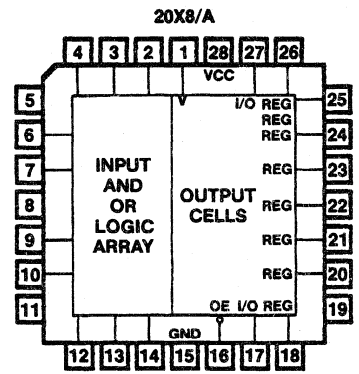 20X8/A
4 3 2 1 28 27 26
VCC
5 I/O REG 25
REG
6 REG 24
7 INPUT AND OR LOGIC ARRAY REG 23
8 OUTPUT CELLS REG 22
9 REG 21
10 REG 20
11 OE I/O REG 19
GND
12 13 14 15 16 17 18